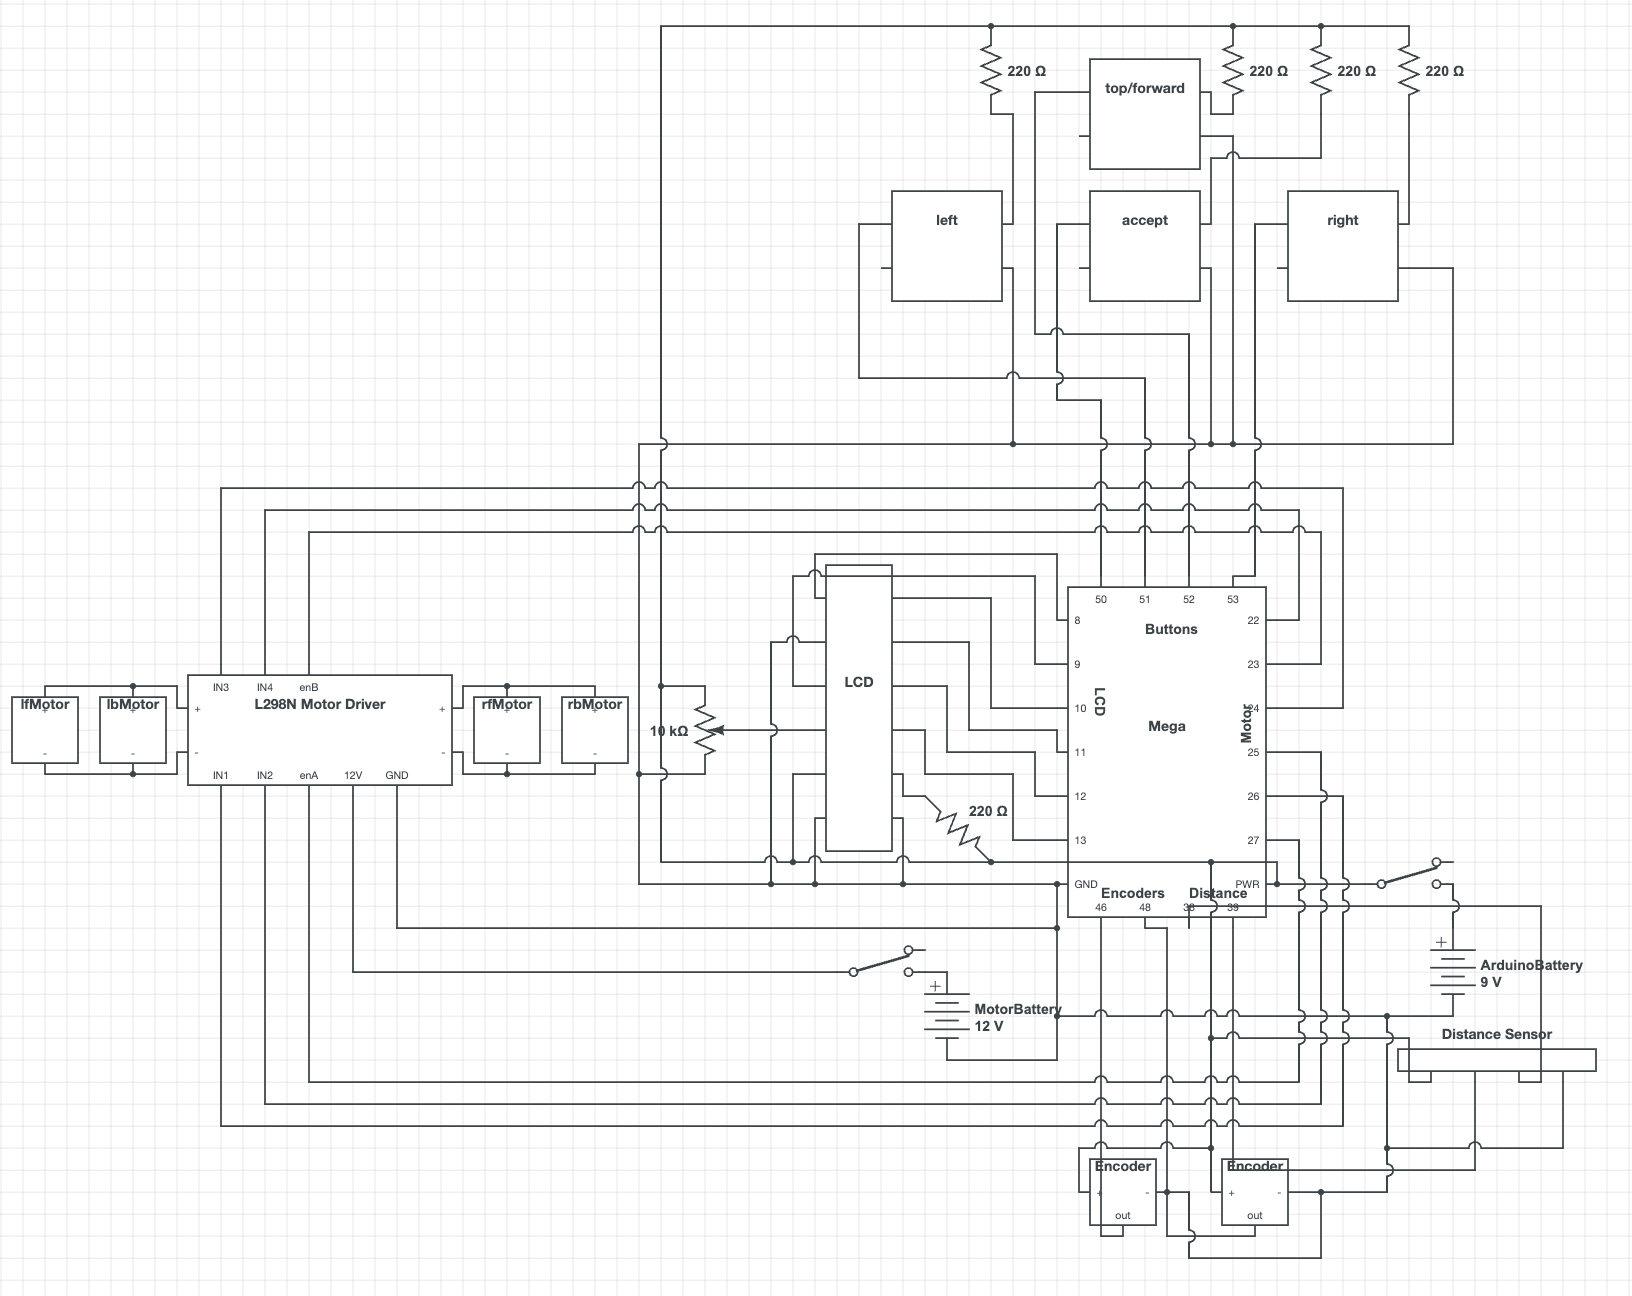 220 Ω
220 Ω
220 Ω
220 Ω
top/forward
left
accept
right
50
51
52
53
8
Buttons
22
9
23
LCD
LCD
Mega
Motor
10
24
11
25
12
26
13
27
GND
PWR
Encoders
Distance
46
48
38
39
IN3
IN4
enB
lfMotor
lbMotor
L298N Motor Driver
rfMotor
rbMotor
+
+
+
+
+
+
-
-
-
-
-
-
IN1
IN2
enA
12V
GND
10 kΩ
220 Ω
+
MotorBattery
12 V
+
ArduinoBattery
9 V
Distance Sensor
Encoder
+
-
out
Encoder
+
-
out